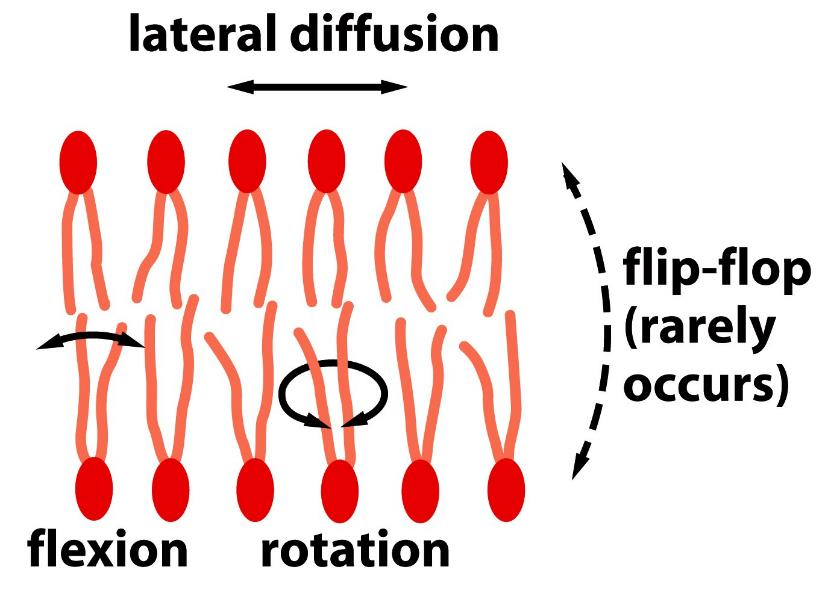 lateral diffusion
flip-flop
(rarely
occurs)
flexion
rotation